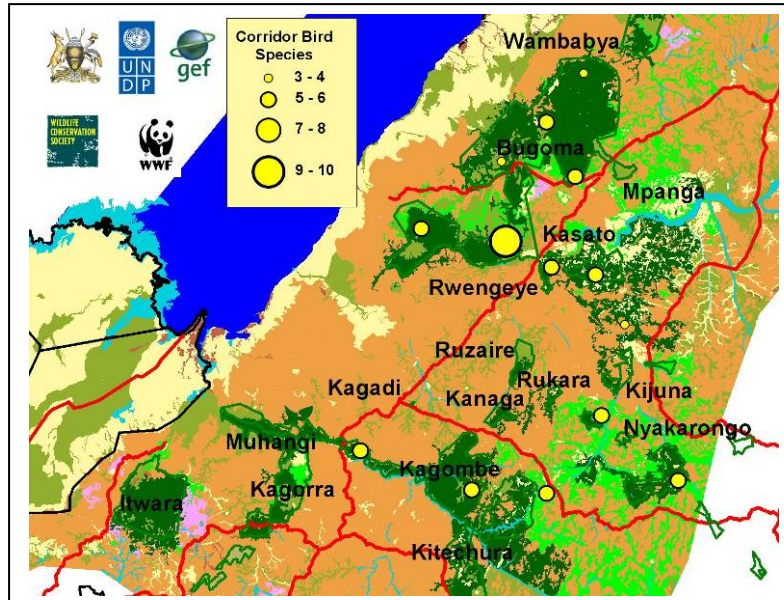 U N
D P
gef
WILDLIFE
CONSERVATION
SOCIETY
WWF
Corridor Bird
Species
3 - 4
5 - 6
7 - 8
9 - 10
Wambabya
Bugoma
Mpanga
Kasato
Rwengeye
Ruzaire
Kagadi
Kanaga
Rukara
Kijuna
Muhangi
Nyakarongo
Kagombe
Itwara
Kagorra
Kitechura